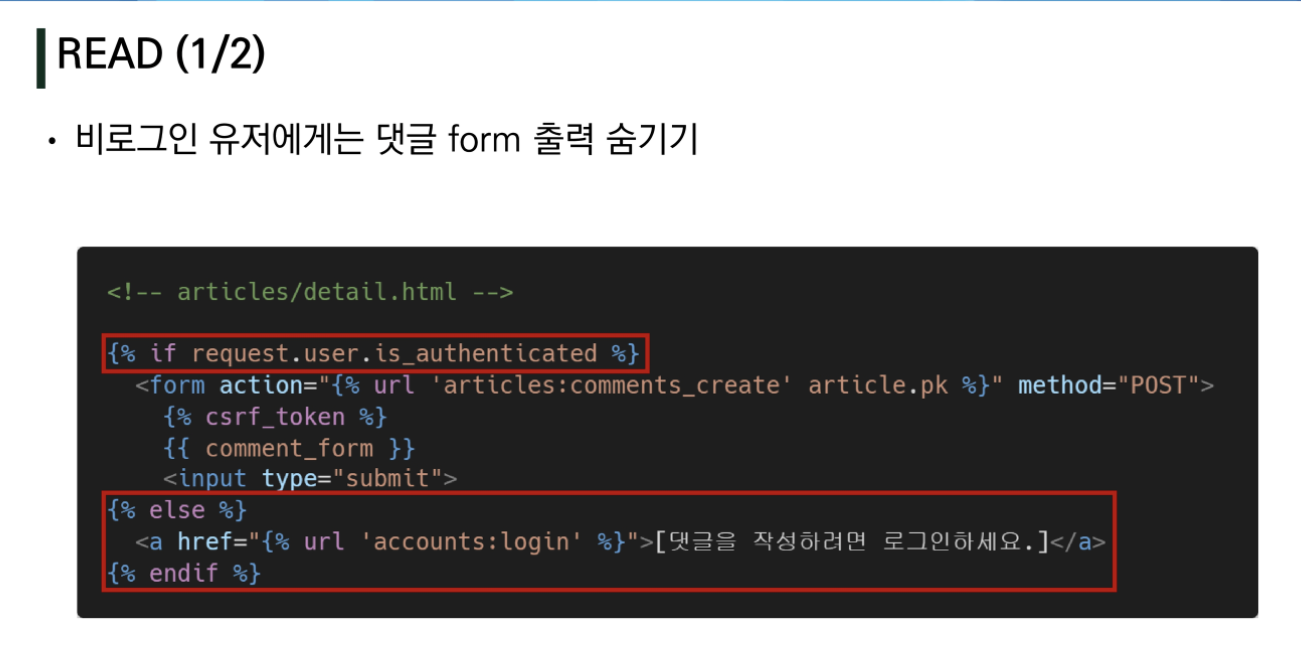 READ (1/2)
• 비로그인 유저에게는 댓글 form 출력 숨기기
<!-- articles/detail.html -->
{% if request.user.is_authenticated %}
<form action="{% url 'articles:comments_create' article.pk %}" method="POST">
{% csrf_token %}
{{ comment_form }}
<input type="submit">
{% else %}
<a href="{% url 'accounts:login' %}">[댓글을 작성하려면 로그인하세요.]</a>
{% endif %}